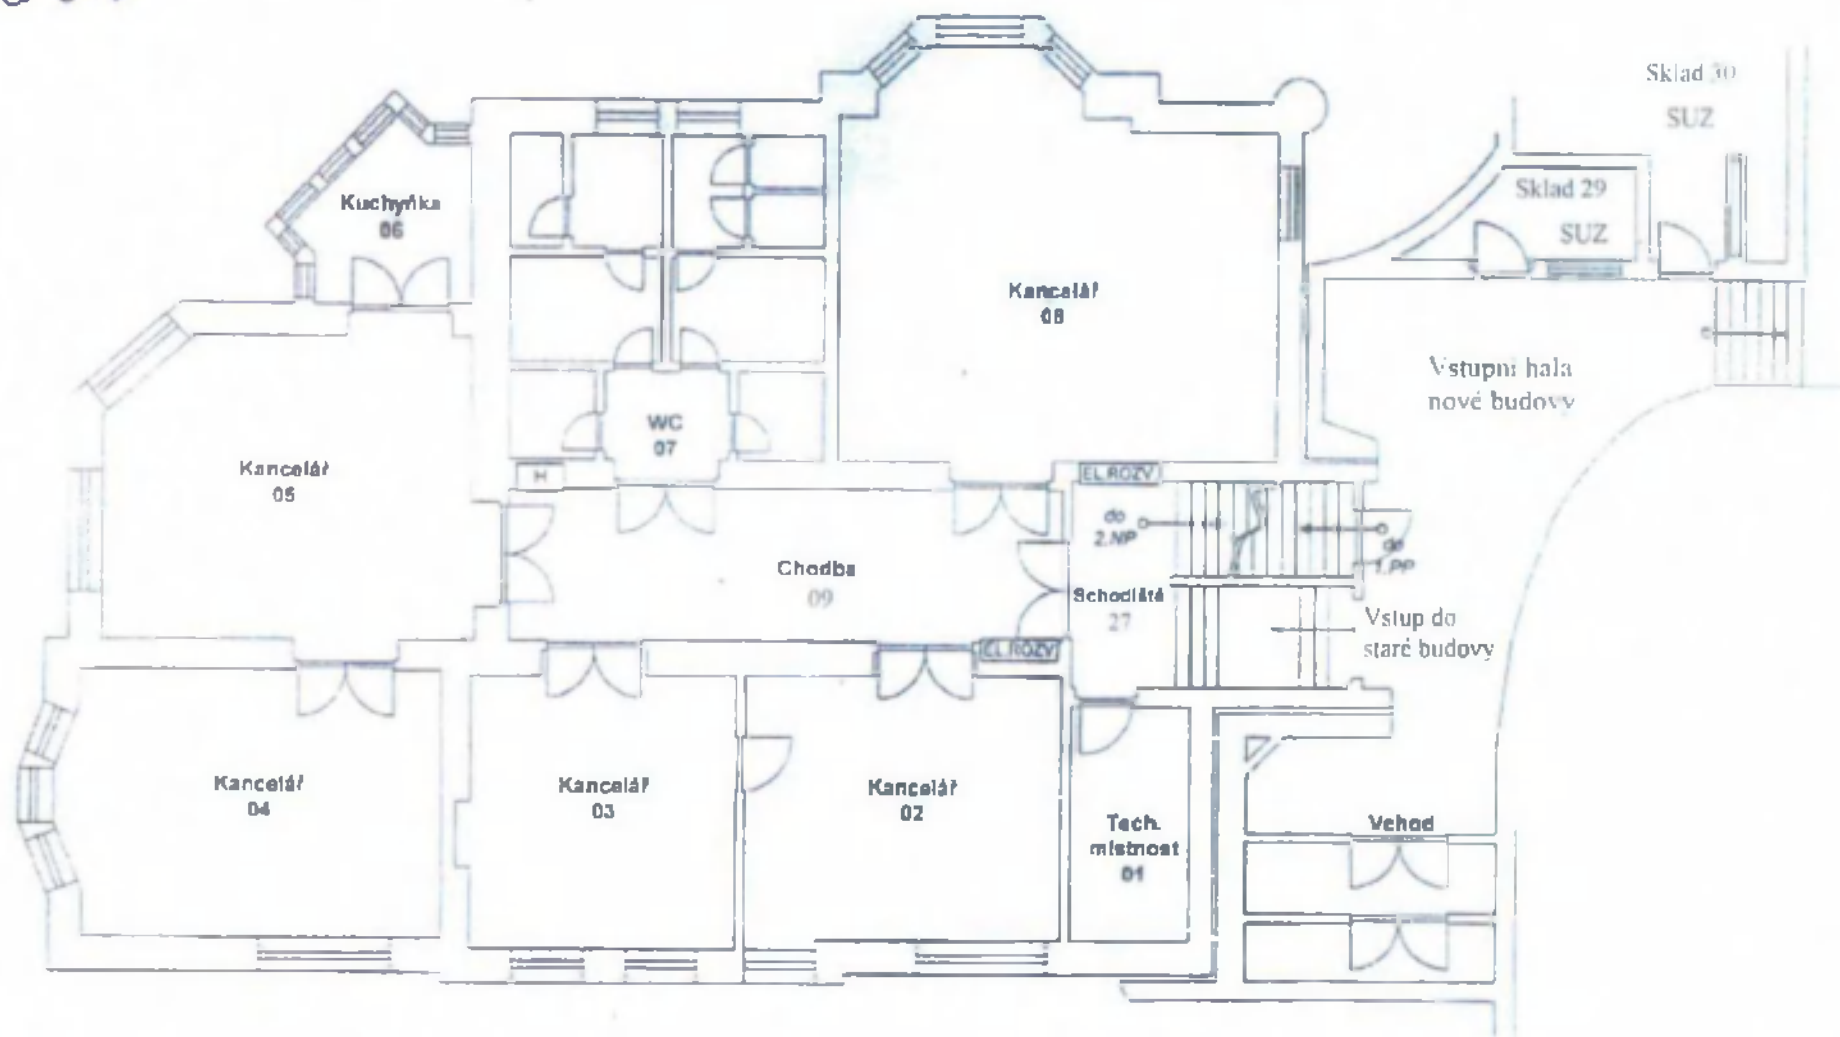 Sklad 30
SUZ
Sklad 29
SUZ
Kuchyňka
06
Kancelář
08
Vstupní hala
nové budovy
WC
07
Kancelář
05
H
EL.ROZV
do
2.NP
do
1.PP
Chodba
09
Schodiště
27
Vstup do
staré budovy
EL.ROZV
Kancelář
04
Kancelář
03
Kancelář
02
Tech.
místnost
01
Vchod